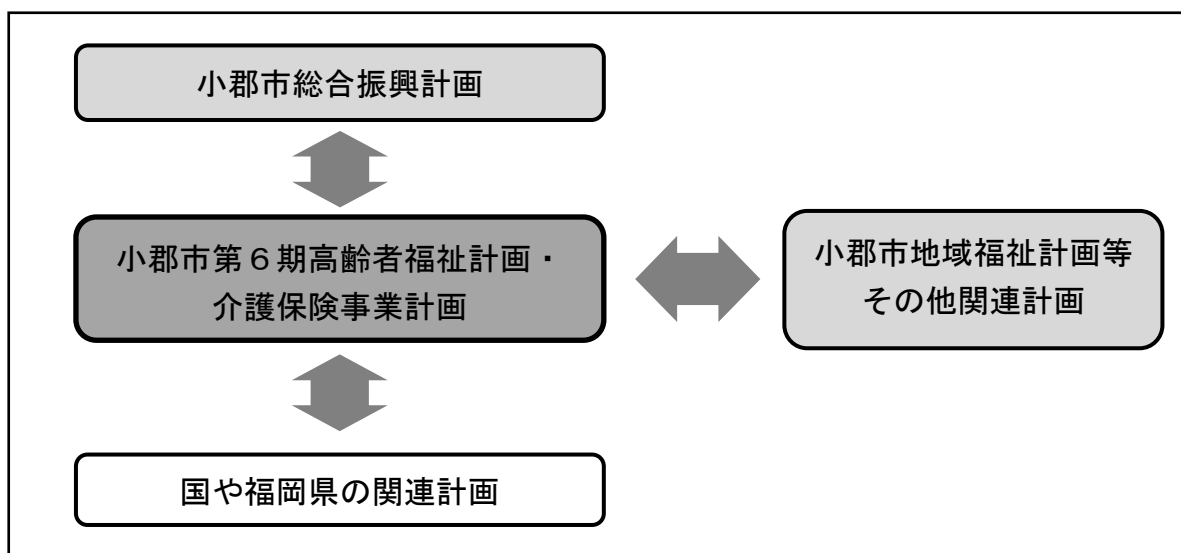 小郡市総合振興計画
小郡市第６期高齢者福祉計画・
介護保険事業計画
小郡市地域福祉計画等
その他関連計画
国や福岡県の関連計画